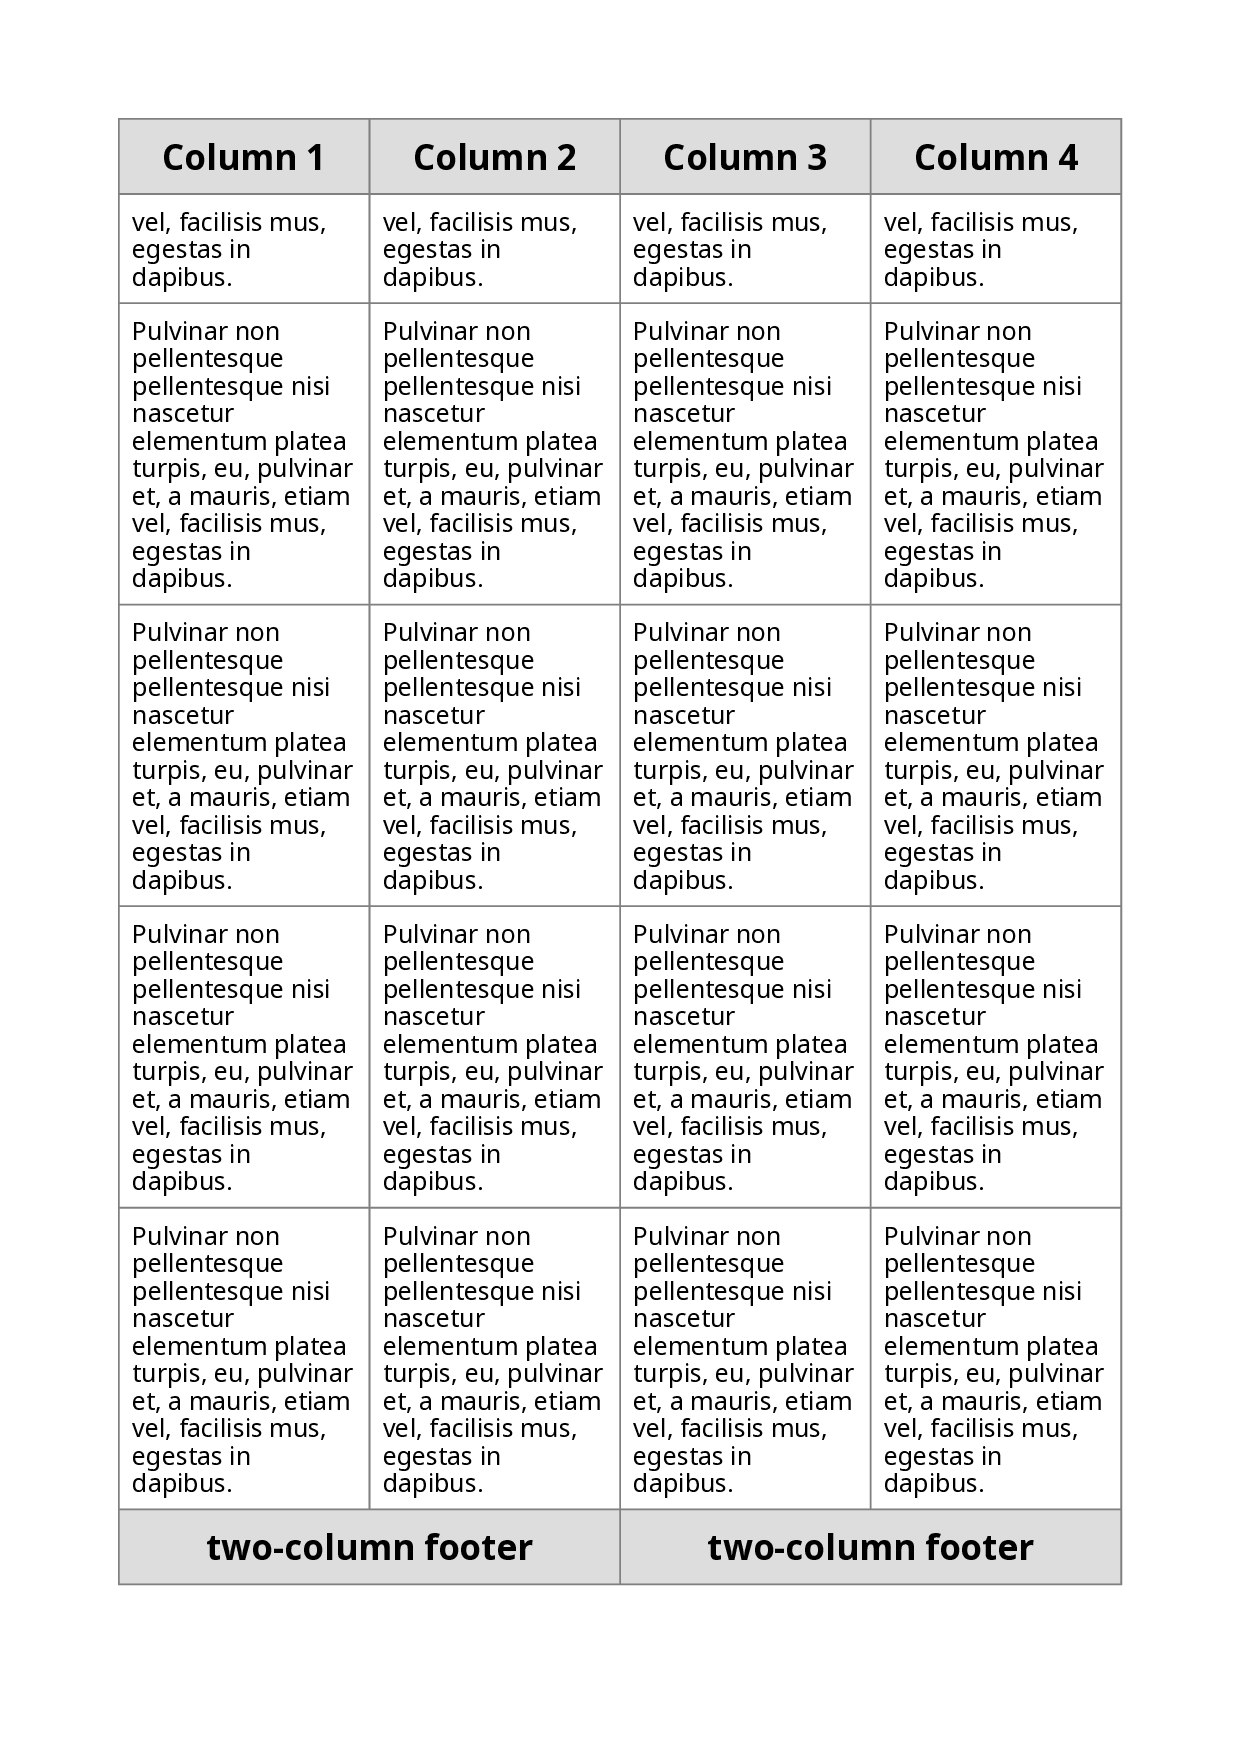 Column 1 Column 2 Column 3 Column 4
vel, facilisis mus, vel, facilisis mus, vel, facilisis mus, vel, facilisis mus,
egestas in egestas in egestas in egestas in
dapibus. dapibus. dapibus. dapibus.
Pulvinar non Pulvinar non Pulvinar non Pulvinar non
pellentesque pellentesque pellentesque pellentesque
pellentesque nisi pellentesque nisi pellentesque nisi pellentesque nisi
nascetur nascetur nascetur nascetur
elementum platea elementum platea elementum platea elementum platea
turpis, eu, pulvinar turpis, eu, pulvinar turpis, eu, pulvinar turpis, eu, pulvinar
et, a mauris, etiam et, a mauris, etiam et, a mauris, etiam et, a mauris, etiam
vel, facilisis mus, vel, facilisis mus, vel, facilisis mus, vel, facilisis mus,
egestas in egestas in egestas in egestas in
dapibus. dapibus. dapibus. dapibus.
Pulvinar non Pulvinar non Pulvinar non Pulvinar non
pellentesque pellentesque pellentesque pellentesque
pellentesque nisi pellentesque nisi pellentesque nisi pellentesque nisi
nascetur nascetur nascetur nascetur
elementum platea elementum platea elementum platea elementum platea
turpis, eu, pulvinar turpis, eu, pulvinar turpis, eu, pulvinar turpis, eu, pulvinar
et, a mauris, etiam et, a mauris, etiam et, a mauris, etiam et, a mauris, etiam
vel, facilisis mus, vel, facilisis mus, vel, facilisis mus, vel, facilisis mus,
egestas in egestas in egestas in egestas in
dapibus. dapibus. dapibus. dapibus.
Pulvinar non Pulvinar non Pulvinar non Pulvinar non
pellentesque pellentesque pellentesque pellentesque
pellentesque nisi pellentesque nisi pellentesque nisi pellentesque nisi
nascetur nascetur nascetur nascetur
elementum platea elementum platea elementum platea elementum platea
turpis, eu, pulvinar turpis, eu, pulvinar turpis, eu, pulvinar turpis, eu, pulvinar
et, a mauris, etiam et, a mauris, etiam et, a mauris, etiam et, a mauris, etiam
vel, facilisis mus, vel, facilisis mus, vel, facilisis mus, vel, facilisis mus,
egestas in egestas in egestas in egestas in
dapibus. dapibus. dapibus. dapibus.
Pulvinar non Pulvinar non Pulvinar non Pulvinar non
pellentesque pellentesque pellentesque pellentesque
pellentesque nisi pellentesque nisi pellentesque nisi pellentesque nisi
nascetur nascetur nascetur nascetur
elementum platea elementum platea elementum platea elementum platea
turpis, eu, pulvinar turpis, eu, pulvinar turpis, eu, pulvinar turpis, eu, pulvinar
et, a mauris, etiam et, a mauris, etiam et, a mauris, etiam et, a mauris, etiam
vel, facilisis mus, vel, facilisis mus, vel, facilisis mus, vel, facilisis mus,
egestas in egestas in egestas in egestas in
dapibus. dapibus. dapibus. dapibus.
two-column footer two-column footer